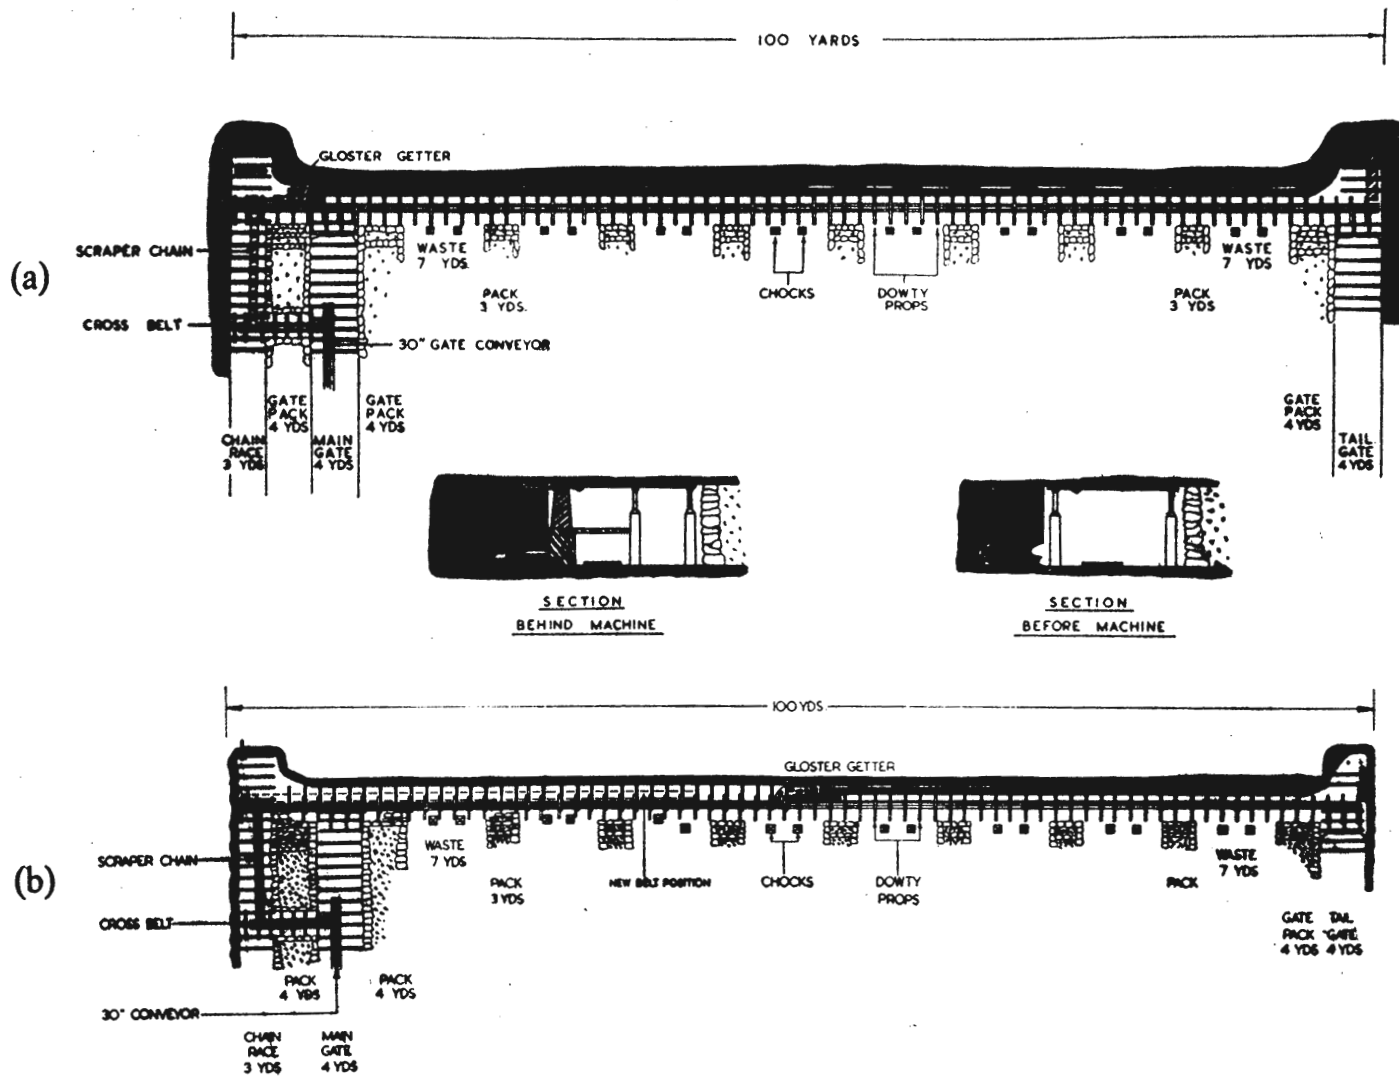 (a)
100 YARDS
GLOSTER GETTER
SCRAPER CHAIN
CROSS BELT
WASTE
7 YDS.
PACK
3 YDS.
CHOCKS
DOWTY
PROPS
WASTE
7 YDS.
PACK
3 YDS
30" GATE CONVEYOR
GATE
PACK
4 YDS
GATE
PACK
4 YDS
CHAIN
RACE
3 YDS
MAIN
GATE
4 YDS
GATE
PACK
4 YDS
TAIL
GATE
4 YDS
SECTION
BEHIND MACHINE
SECTION
BEFORE MACHINE
(b)
100 YDS
GLOSTER GETTER
SCRAPER CHAIN
CROSS BELT
WASTE
7 YDS
PACK
3 YDS
NEW BELT POSITION
CHOCKS
DOWTY
PROPS
PACK
WASTE
7 YDS
GATE
PACK
4 YDS
TAIL
GATE
4 YDS
PACK
4 YDS
PACK
4 YDS
30" CONVEYOR
CHAIN
RACE
3 YDS
MAIN
GATE
4 YDS